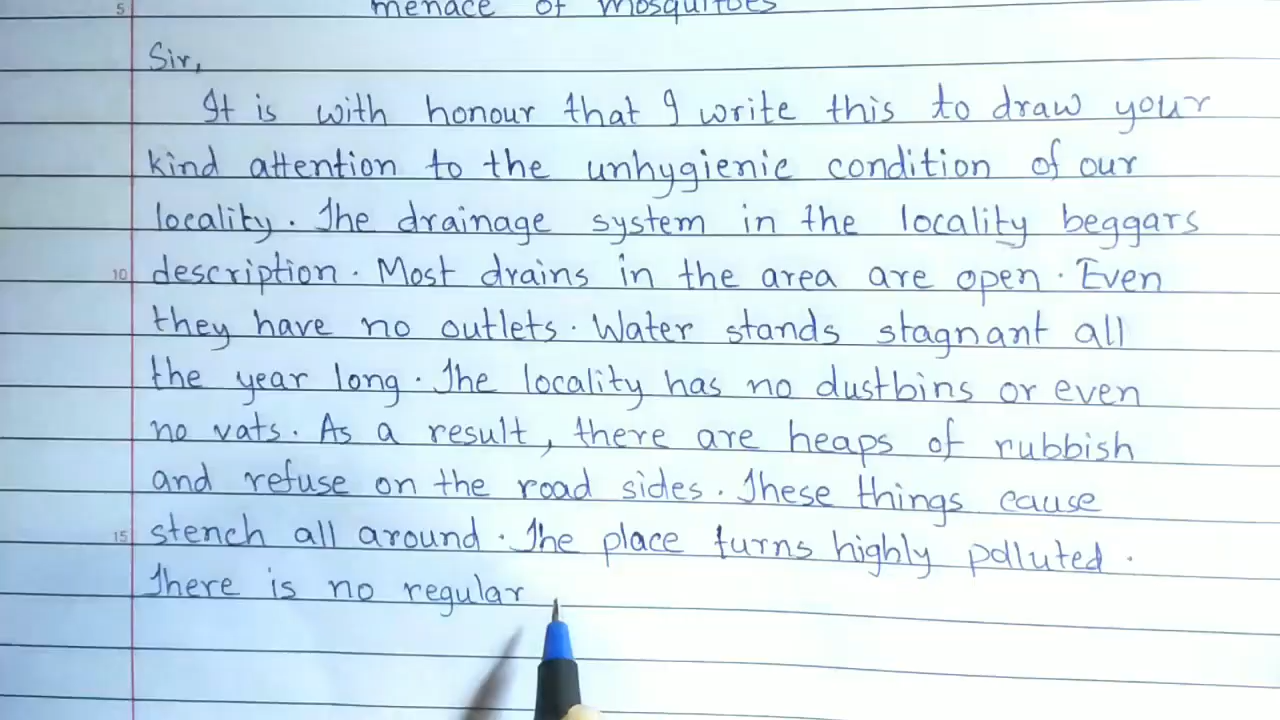 5
menace of mosquitoes
Sir,
It is with honour that I write this to draw your
kind attention to the unhygienic condition of our
locality. The drainage system in the locality beggars
10 description. Most drains in the area are open. Even
they have no outlets. Water stands stagnant all
the year long. The locality has no dustbins or even
no vats. As a result, there are heaps of rubbish
and refuse on the road sides. These things cause
15 stench all around. The place turns highly polluted.
There is no regular